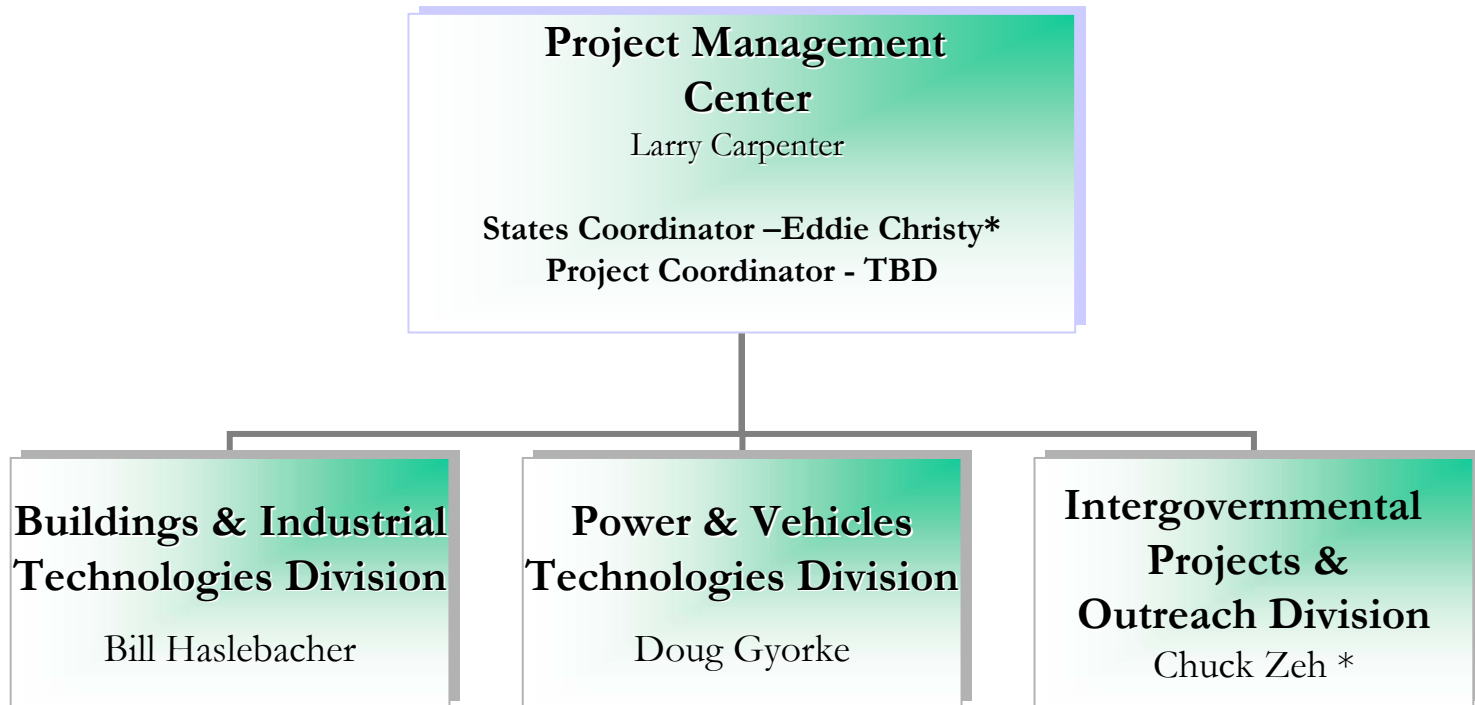 Project Management
Center
Larry Carpenter
States Coordinator –Eddie Christy*
Project Coordinator - TBD
Buildings & Industrial
Technologies Division
Bill Haslebacher
Power & Vehicles
Technologies Division
Doug Gyorke
Intergovernmental
Projects &
Outreach Division
Chuck Zeh *